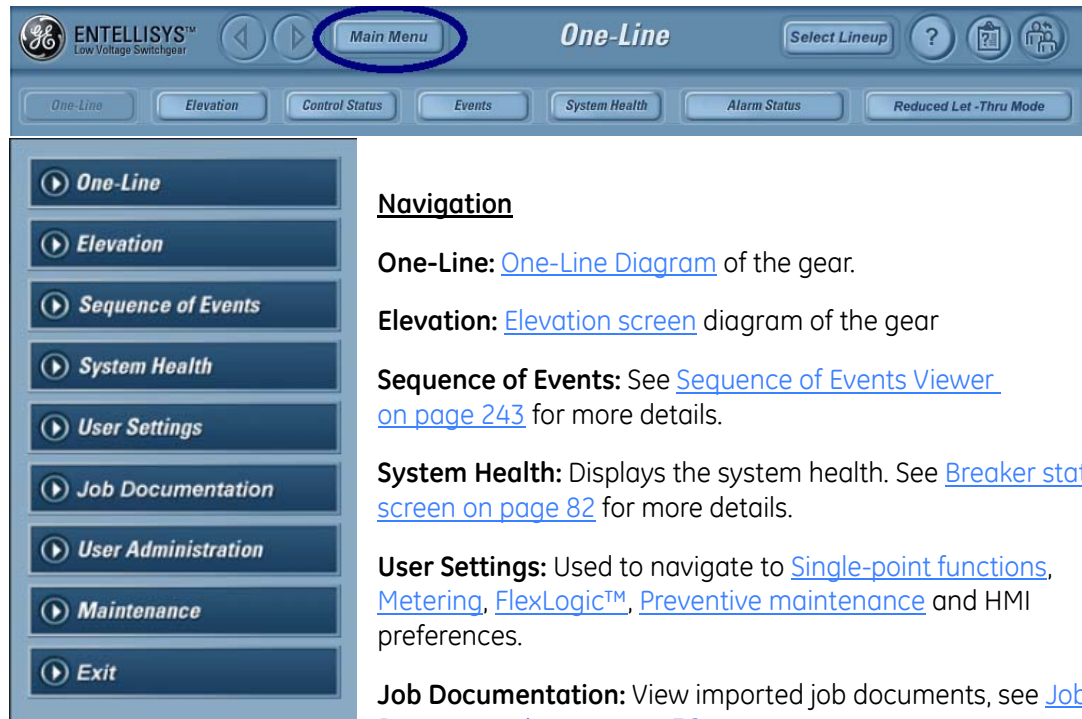 GE ENTELLISYS™ Main Menu One-Line Select Lineup ? ?
Low Voltage Switchgear
One-Line Elevation Control Status Events System Health Alarm Status Reduced Let -Thru Mode
One-Line
Elevation
Sequence of Events
System Health
User Settings
Job Documentation
User Administration
Maintenance
Exit
Navigation
One-Line: One-Line Diagram of the gear.
Elevation: Elevation screen diagram of the gear
Sequence of Events: See Sequence of Events Viewer
on page 243 for more details.
System Health: Displays the system health. See Breaker stat
screen on page 82 for more details.
User Settings: Used to navigate to Single-point functions,
Metering, FlexLogic™, Preventive maintenance and HMI
preferences.
Job Documentation: View imported job documents, see Job